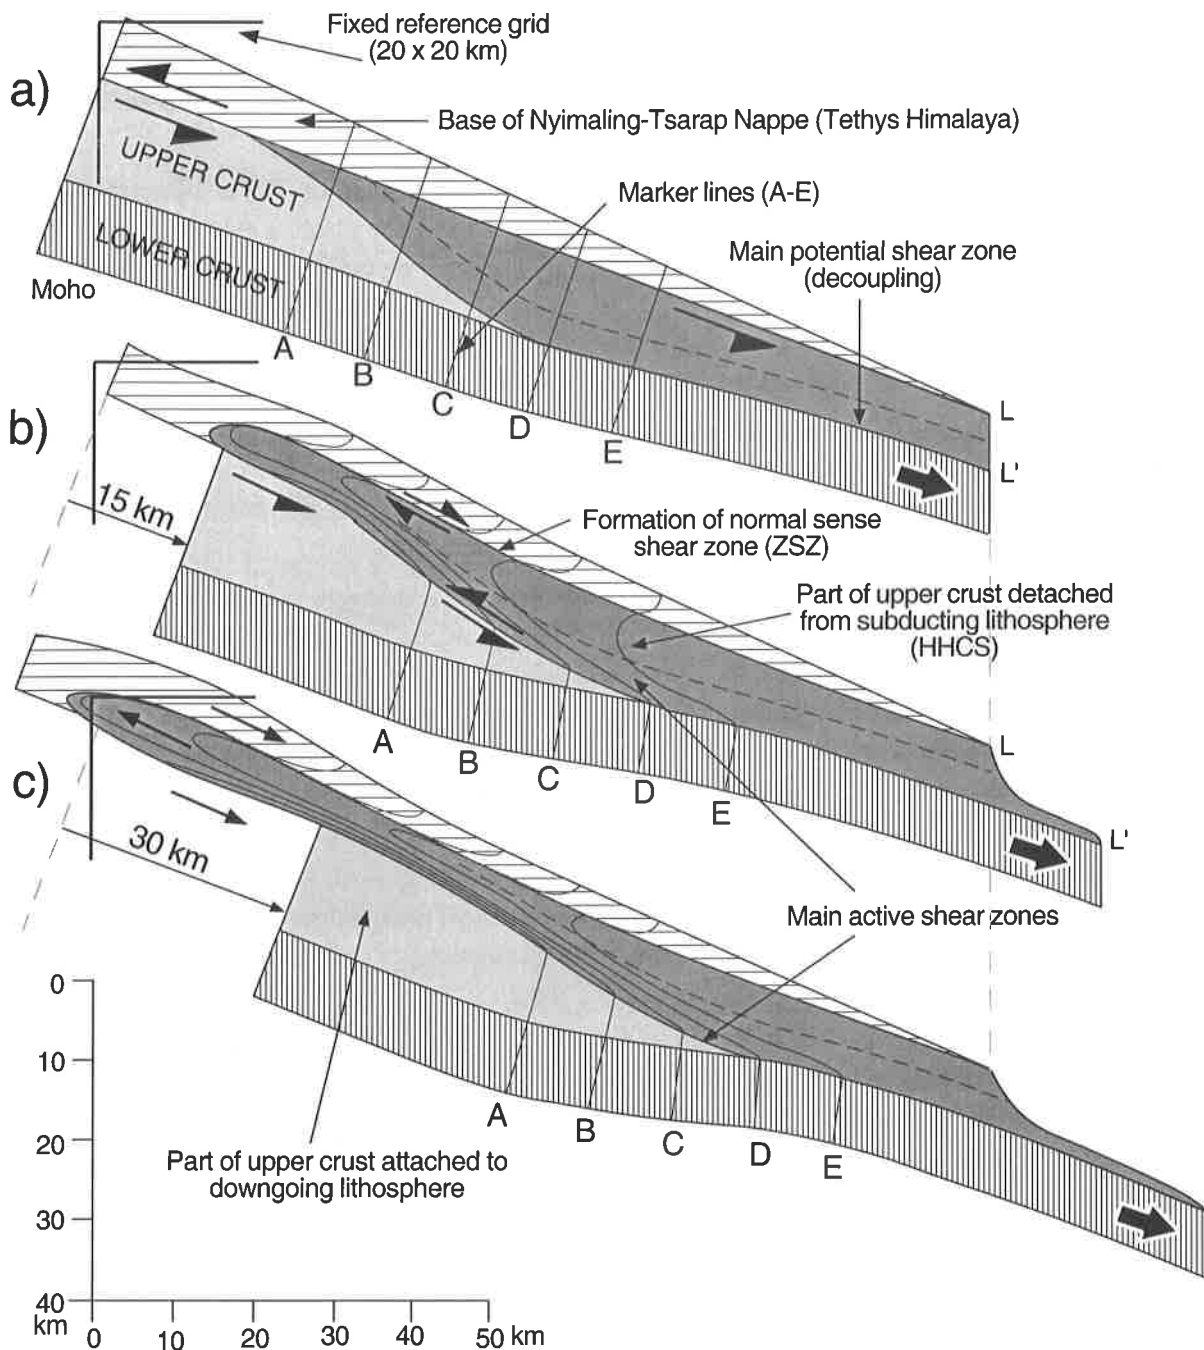 Fixed reference grid
(20 x 20 km)
a)
Base of Nyimaling-Tsarap Nappe (Tethys Himalaya)
UPPER CRUST
Marker lines (A-E)
LOWER CRUST
Main potential shear zone
(decoupling)
Moho
A
B
C
D
E
L
L'
b)
15 km
Formation of normal sense
shear zone (ZSZ)
Part of upper crust detached
from subducting lithosphere
(HHCS)
A
B
C
D
E
L
L'
c)
30 km
Main active shear zones
A
B
C
D
E
Part of upper crust attached to
downgoing lithosphere
0
10
20
30
40
km
0
10
20
30
40
50 km